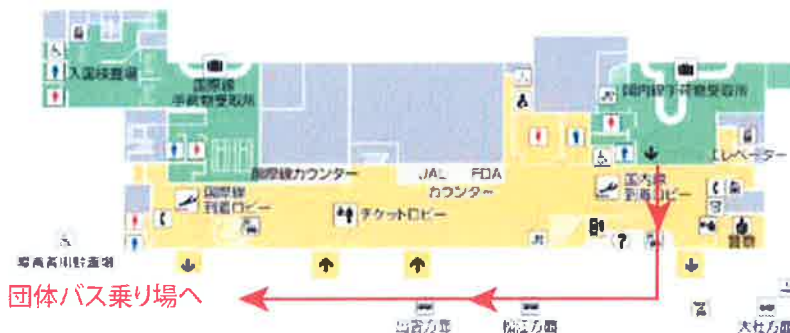 入国検査場
国際線
手荷物受取所
国内線手荷物受取所
エレベーター
国際線カウンター
JAL FDA
カウンター
国際線
到着ロビー
チケットロビー
国内線
到着ロビー
?
警察
団体バス乗り場へ